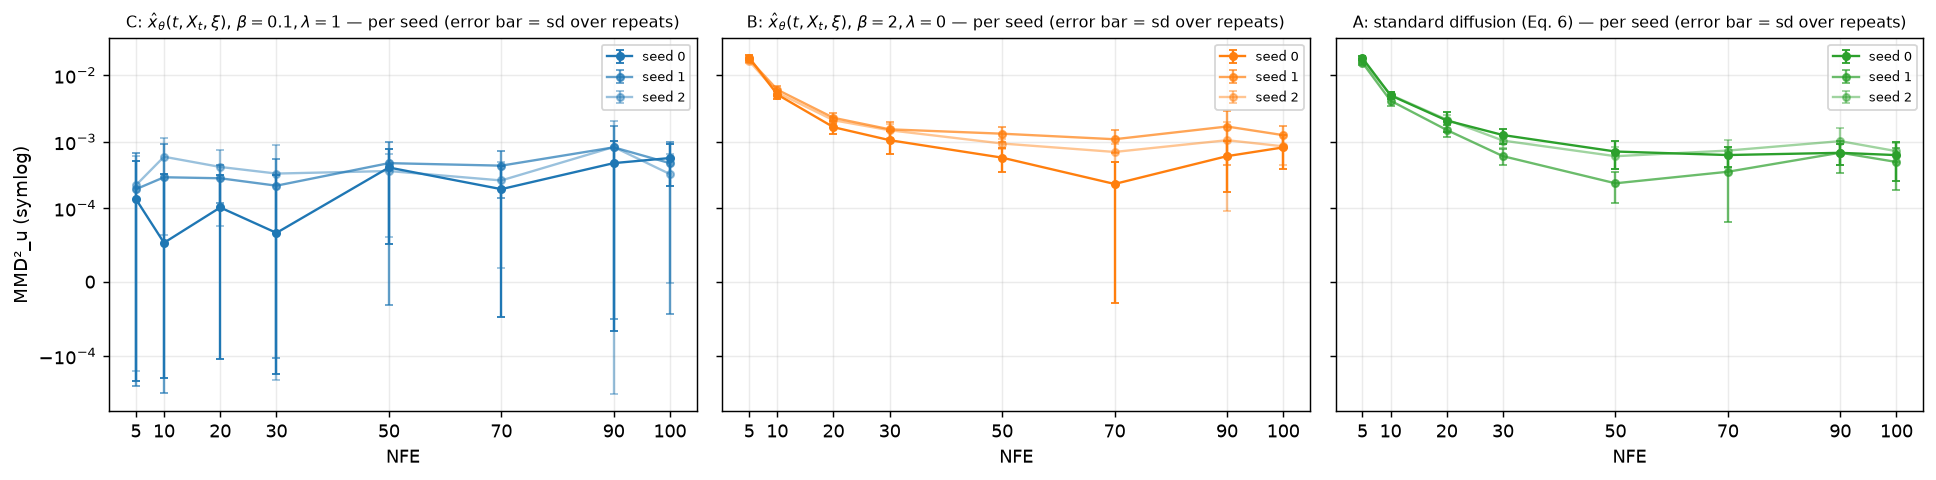 C: x̂_θ(t, X_t, ξ), β = 0.1, λ = 1 — per seed (error bar = sd over repeats)
B: x̂_θ(t, X_t, ξ), β = 2, λ = 0 — per seed (error bar = sd over repeats)
A: standard diffusion (Eq. 6) — per seed (error bar = sd over repeats)
MMD²_u (symlog)
10⁻²
10⁻³
10⁻⁴
0
−10⁻⁴
seed 0
seed 1
seed 2
seed 0
seed 1
seed 2
seed 0
seed 1
seed 2
5 10 20 30 50 70 90 100
5 10 20 30 50 70 90 100
5 10 20 30 50 70 90 100
NFE
NFE
NFE